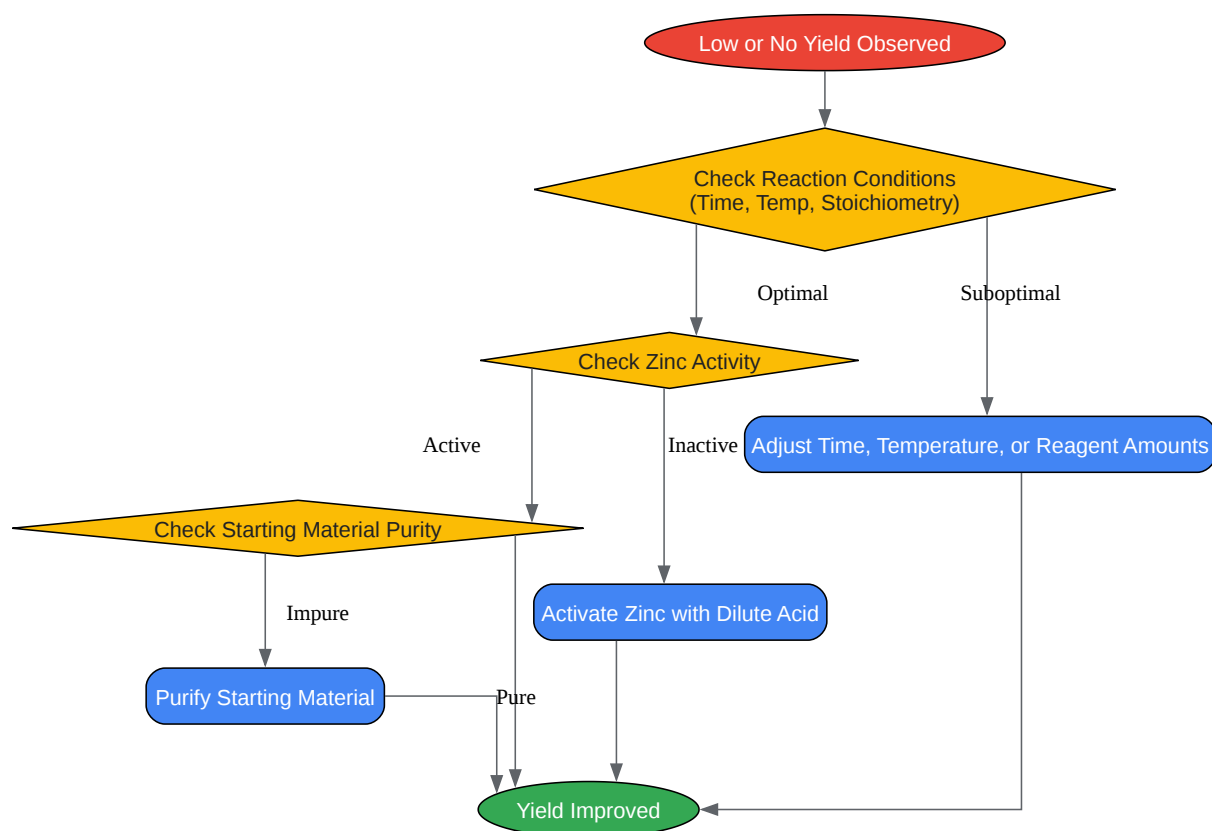 Low or No Yield Observed
Check Reaction Conditions
(Time, Temp, Stoichiometry)
Optimal
Suboptimal
Check Zinc Activity
Active
Inactive
Adjust Time, Temperature, or Reagent Amounts
Check Starting Material Purity
Impure
Activate Zinc with Dilute Acid
Purify Starting Material
Pure
Yield Improved